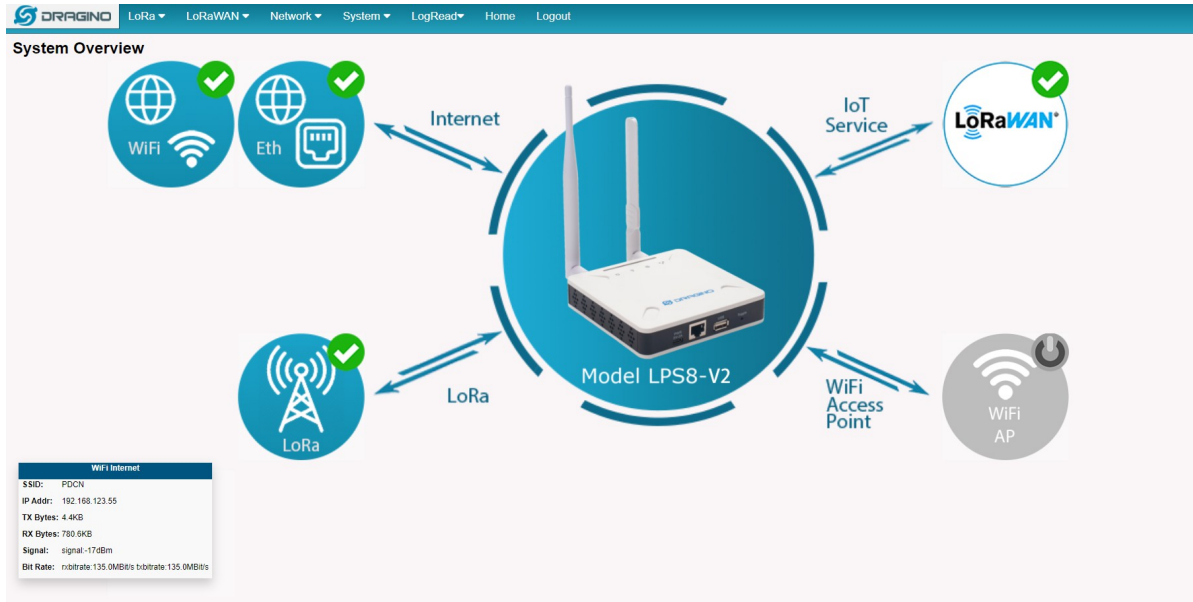 DRAGINO LoRa LoRaWAN Network System LogRead Home Logout
System Overview
WiFi
Eth
Internet
IoT
Service
LoRaWAN®
DRAGINO
Model LPS8-V2
LoRa
LoRa
WiFi
Access
Point
WiFi
AP
WiFi Internet
SSID: PDCN
IP Addr: 192.168.123.55
TX Bytes: 4.4KB
RX Bytes: 780.6KB
Signal: signal:-17dBm
Bit Rate: rxbitrate:135.0MBit/s txbitrate:135.0MBit/s